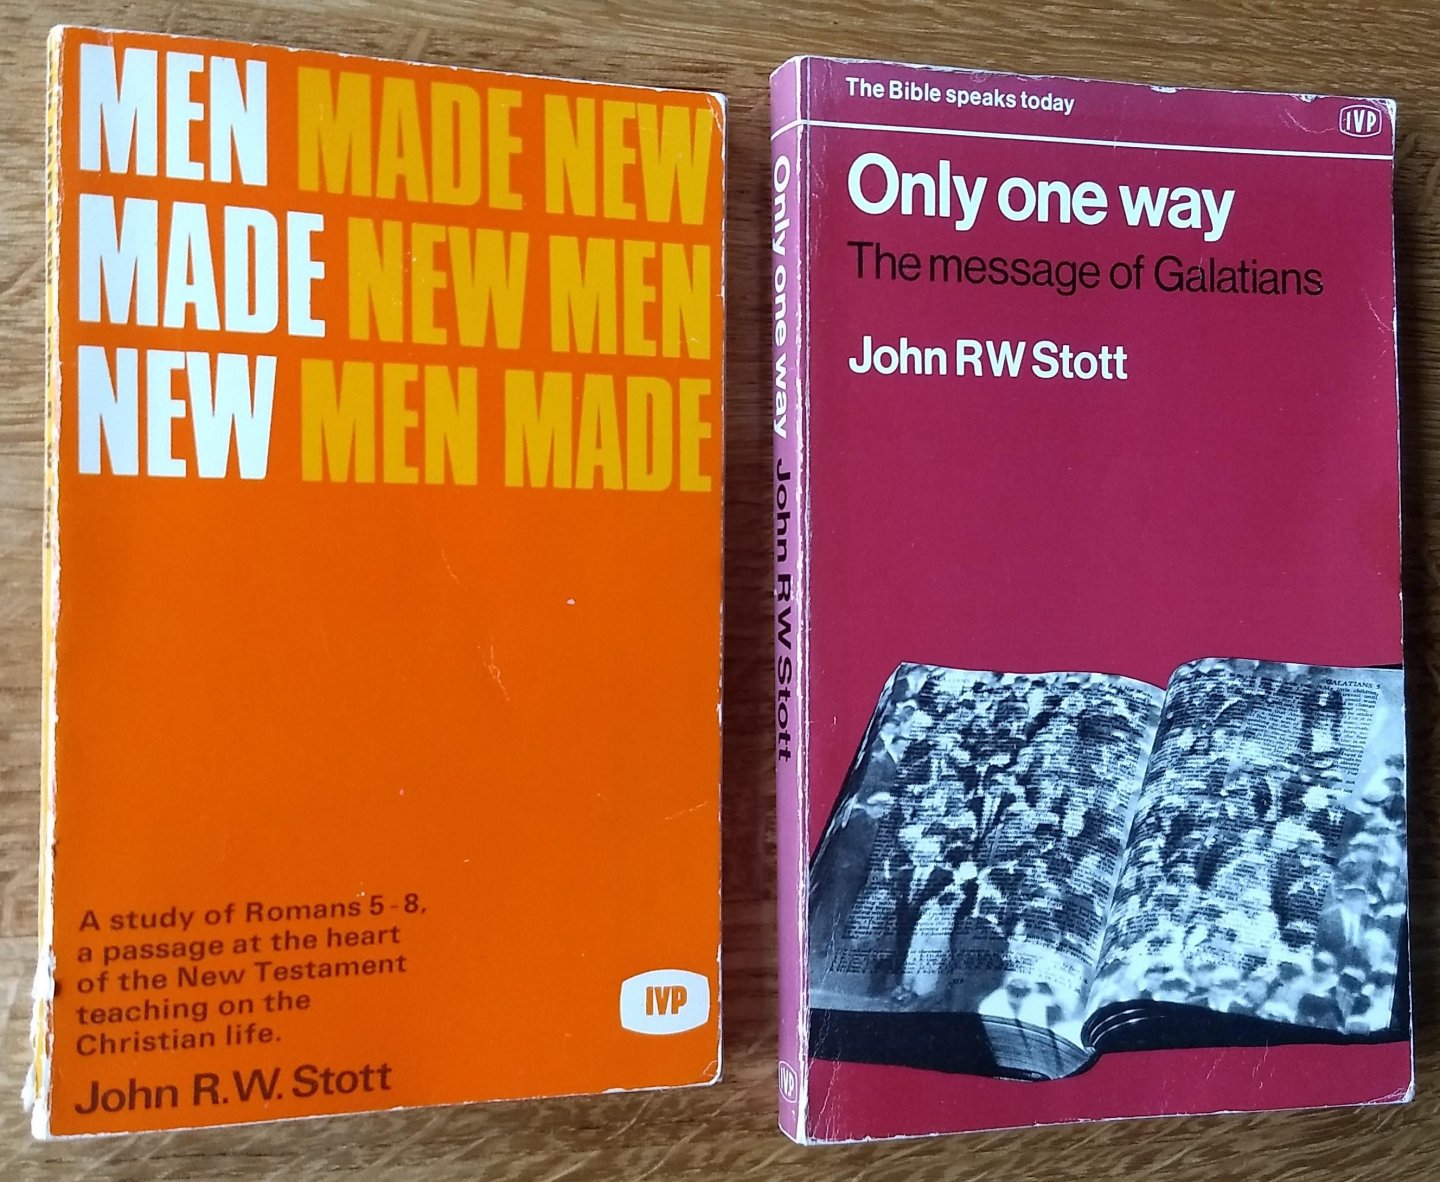 MEN MADE NEW
MADE NEW MEN
NEW MEN MADE
A study of Romans 5-8,
a passage at the heart
of the New Testament
teaching on the
Christian life.
John R.W. Stott
IVP
The Bible speaks today
IVP
Only one way
The message of Galatians
John RW Stott
GALATIANS 5
Only one way John RW Stott
IVP